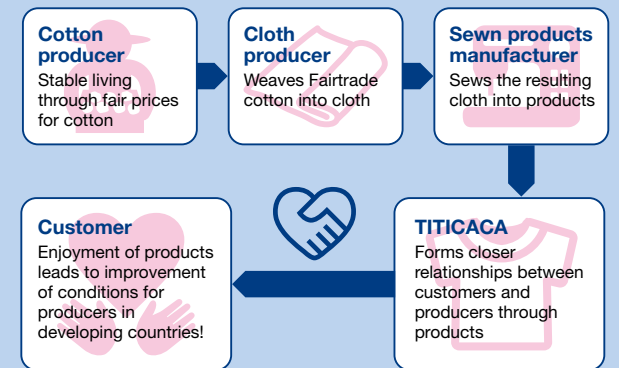 Cotton
producer
Stable living
through fair prices
for cotton
Cloth
producer
Weaves Fairtrade
cotton into cloth
Sewn products
manufacturer
Sews the resulting
cloth into products
TITICACA
Forms closer
relationships between
customers and
producers through
products
Customer
Enjoyment of products
leads to improvement
of conditions for
producers in
developing countries!